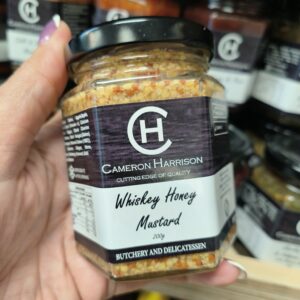 CH
CAMERON HARRISON
CUTTING EDGE OF QUALITY
Whiskey Honey
Mustard
200g
BUTCHERY AND DELICATESSEN